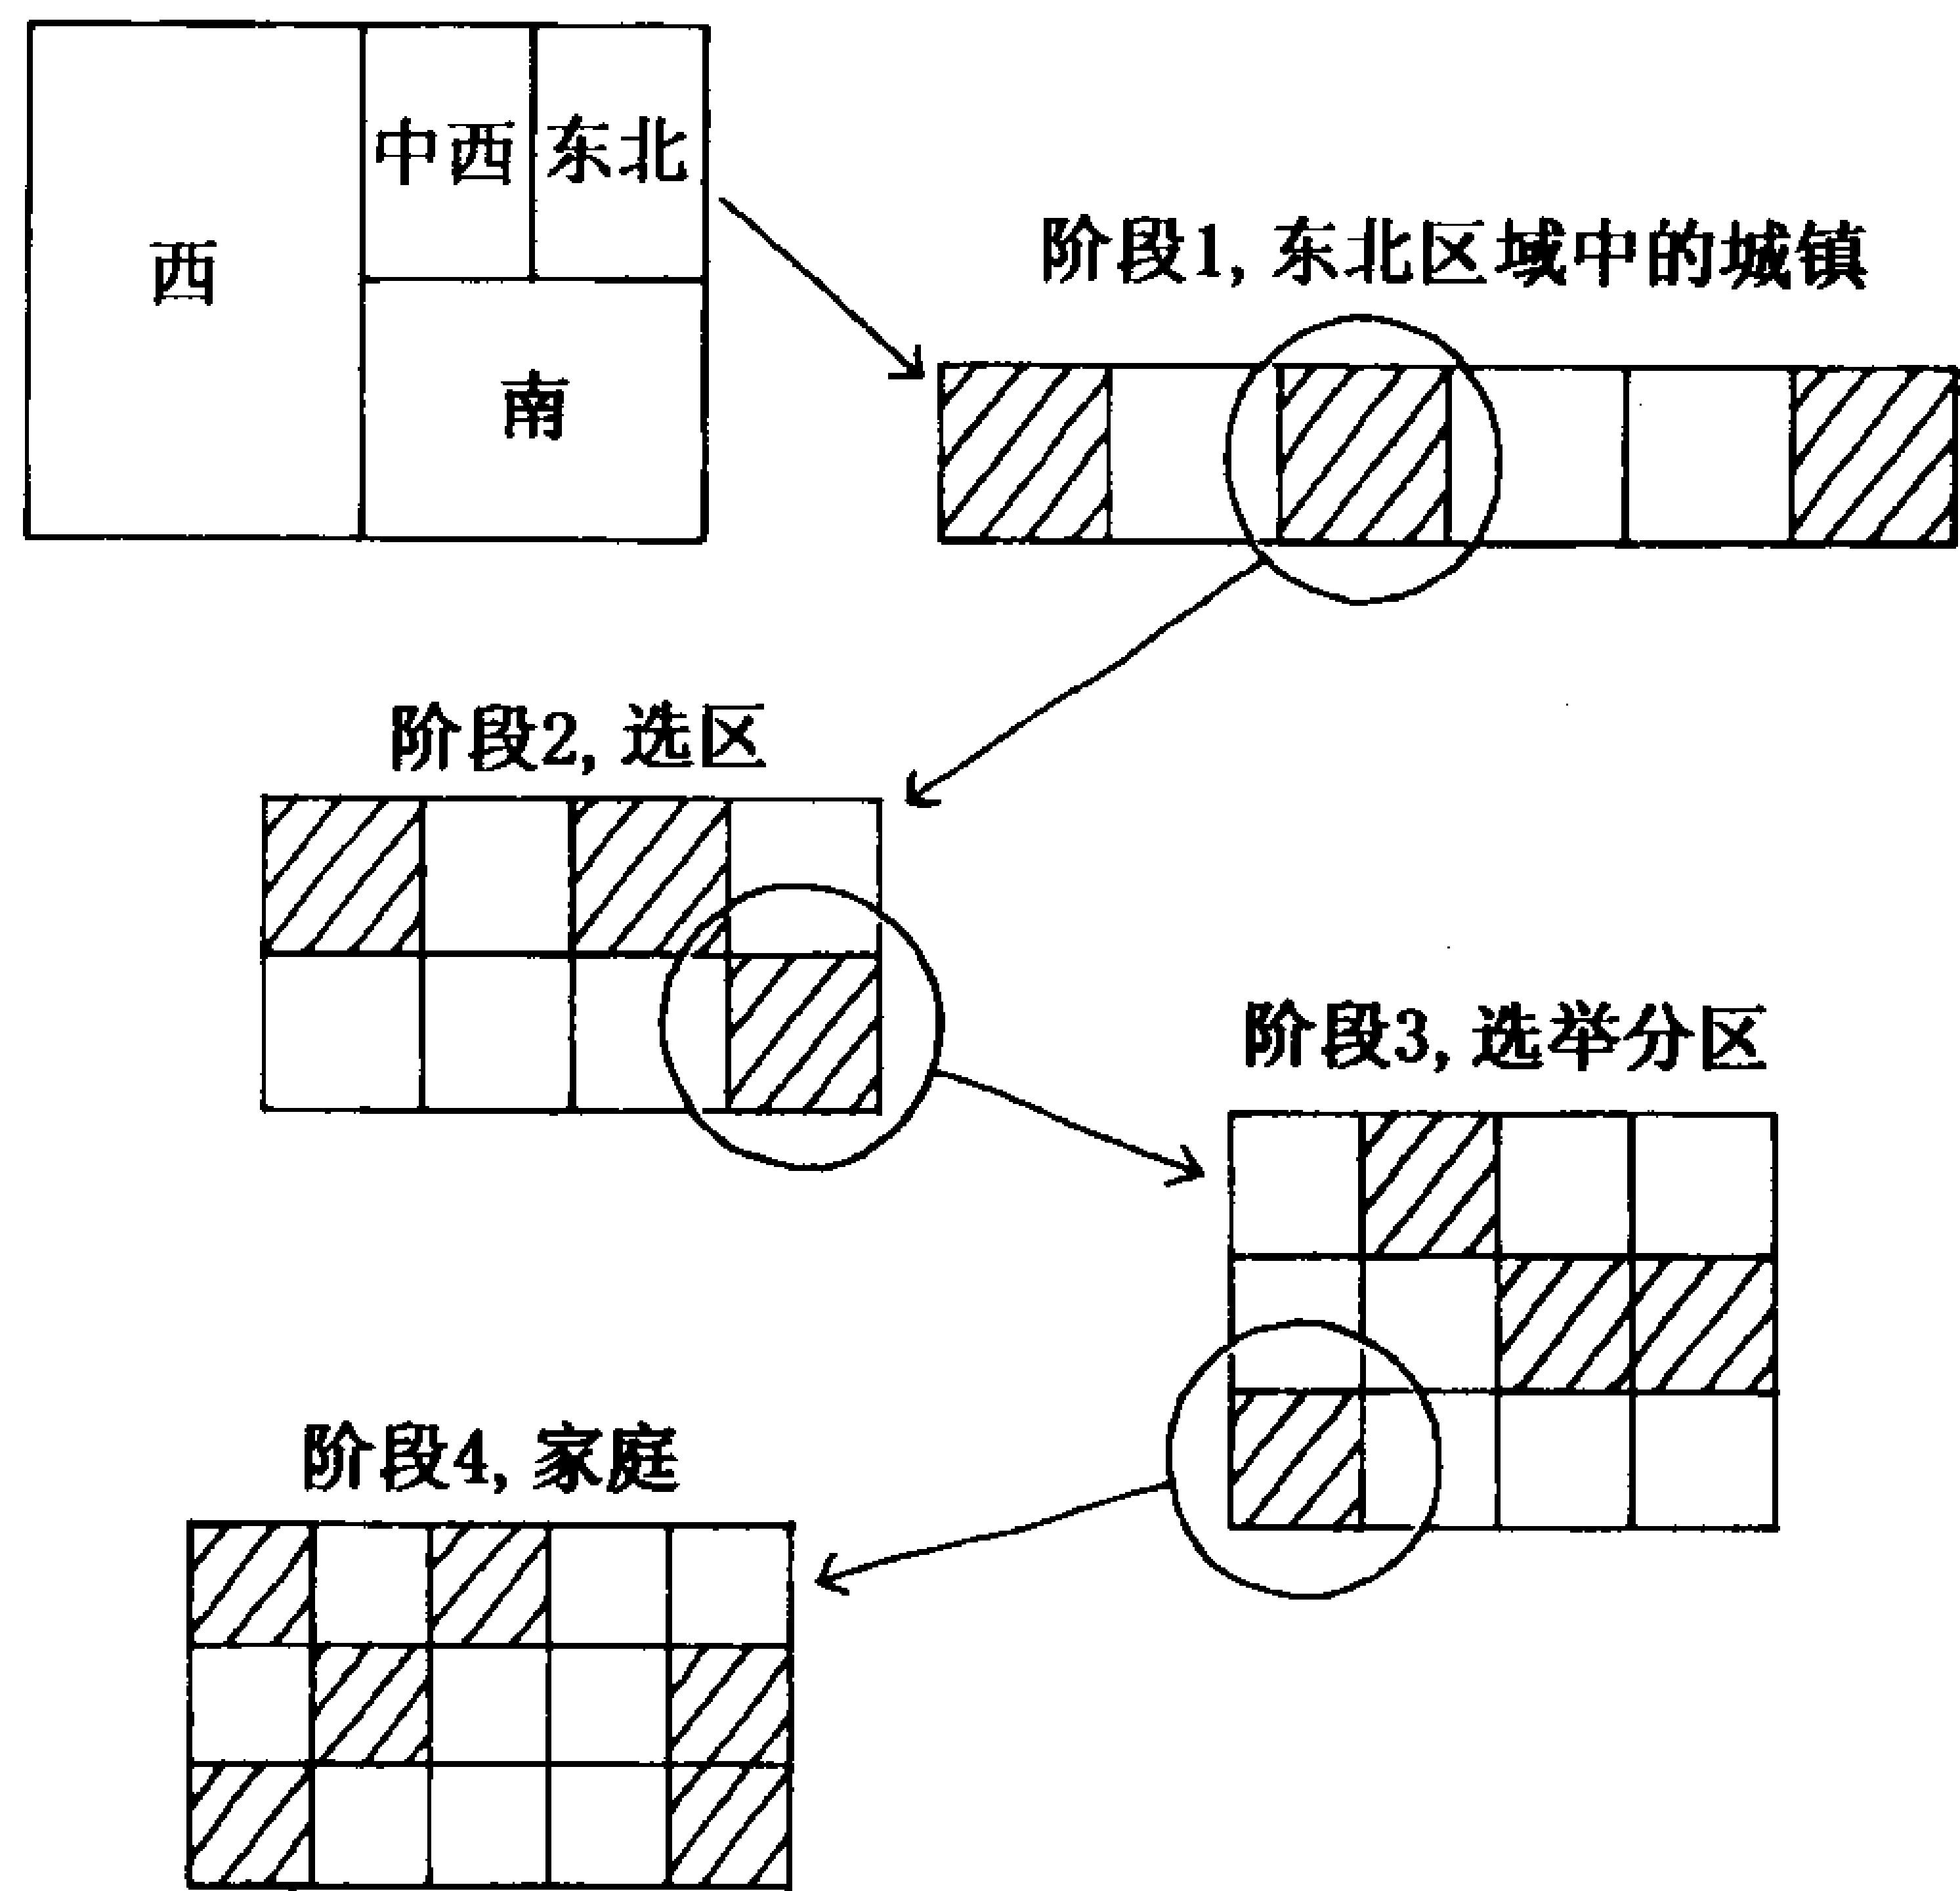 中西
东北
西
南
阶段1, 东北区域中的城镇
阶段2, 选区
阶段3, 选举分区
阶段4, 家庭